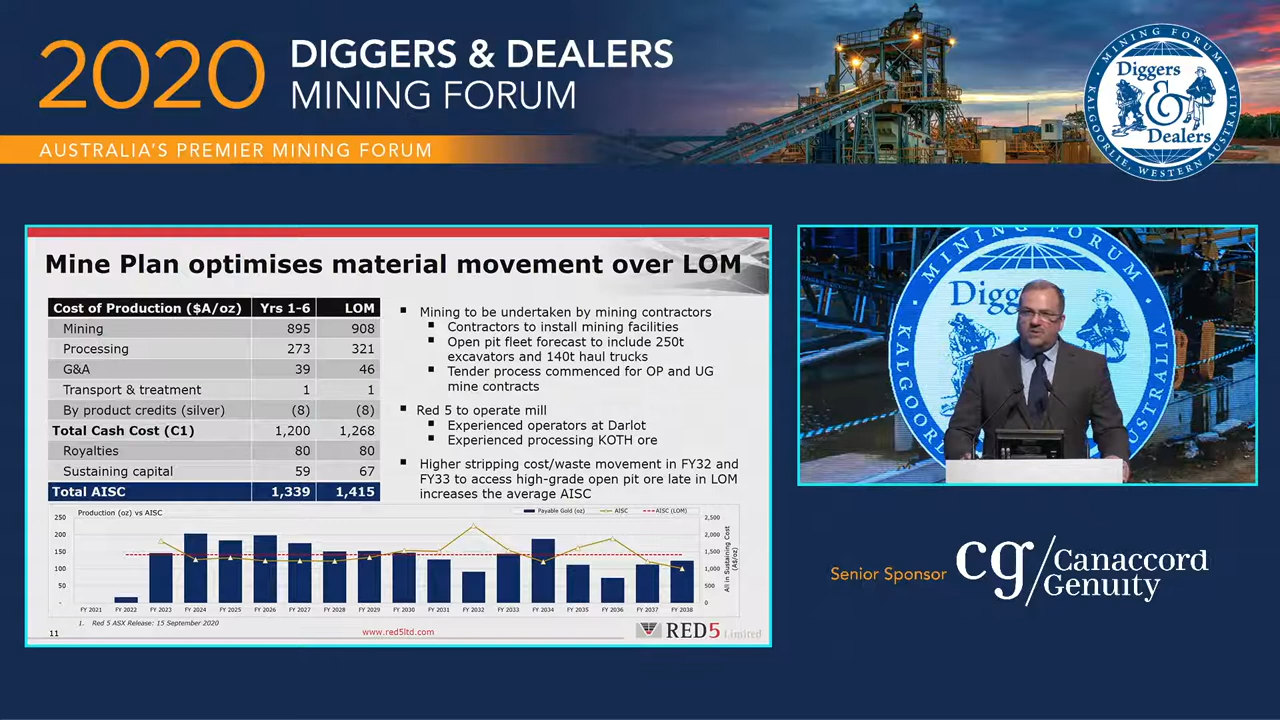 2020
DIGGERS & DEALERS
MINING FORUM
AUSTRALIA'S PREMIER MINING FORUM
MINING FORUM
Diggers
&
Dealers
KALGOORLIE, WESTERN AUSTRALIA
Mine Plan optimises material movement over LOM
Cost of Production ($A/oz) Yrs 1-6 LOM
Mining 895 908
Processing 273 321
G&A 39 46
Transport & treatment 1 1
By product credits (silver) (8) (8)
Total Cash Cost (C1) 1,200 1,268
Royalties 80 80
Sustaining capital 59 67
Total AISC 1,339 1,415
▪ Mining to be undertaken by mining contractors
▪ Contractors to install mining facilities
▪ Open pit fleet forecast to include 250t
excavators and 140t haul trucks
▪ Tender process commenced for OP and UG
mine contracts
▪ Red 5 to operate mill
▪ Experienced operators at Darlot
▪ Experienced processing KOTH ore
▪ Higher stripping cost/waste movement in FY32 and
FY33 to access high-grade open pit ore late in LOM
increases the average AISC
Production (oz) vs AISC
Payable Gold (oz) AISC AISC (LOM)
250 2,500
200 2,000
150 1,500
100 1,000
50 500
- 0
All in Sustaining Cost
(A$/oz)
FY 2021 FY 2022 FY 2023 FY 2024 FY 2025 FY 2026 FY 2027 FY 2028 FY 2029 FY 2030 FY 2031 FY 2032 FY 2033 FY 2034 FY 2035 FY 2036 FY 2037 FY 2038
1. Red 5 ASX Release: 15 September 2020
11
www.red5ltd.com
RED5 Limited
MINING FORUM
Digg
KALGOORL
AUSTRALIA
Senior Sponsor
cg/Canaccord
Genuity